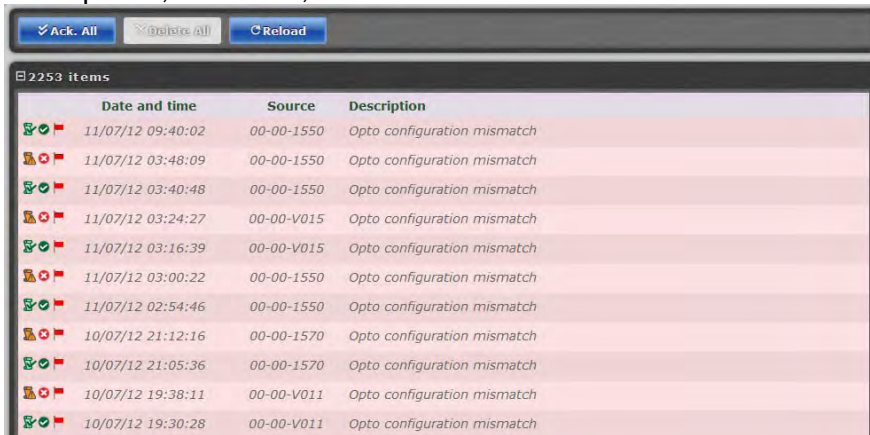 Ack. All Delete All Reload
2253 items
Date and time Source Description
11/07/12 09:40:02 00-00-1550 Opto configuration mismatch
11/07/12 03:48:09 00-00-1550 Opto configuration mismatch
11/07/12 03:40:48 00-00-1550 Opto configuration mismatch
11/07/12 03:24:27 00-00-V015 Opto configuration mismatch
11/07/12 03:16:39 00-00-V015 Opto configuration mismatch
11/07/12 03:00:22 00-00-1550 Opto configuration mismatch
11/07/12 02:54:46 00-00-1550 Opto configuration mismatch
10/07/12 21:12:16 00-00-1570 Opto configuration mismatch
10/07/12 21:05:36 00-00-1570 Opto configuration mismatch
10/07/12 19:38:11 00-00-V011 Opto configuration mismatch
10/07/12 19:30:28 00-00-V011 Opto configuration mismatch